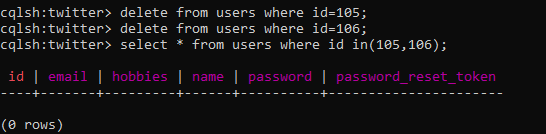 cqlsh:twitter> delete from users where id=105;
cqlsh:twitter> delete from users where id=106;
cqlsh:twitter> select * from users where id in(105,106);
 id | email | hobbies | name | password | password_reset_token
----+-------+---------+------+----------+----------------------
(0 rows)